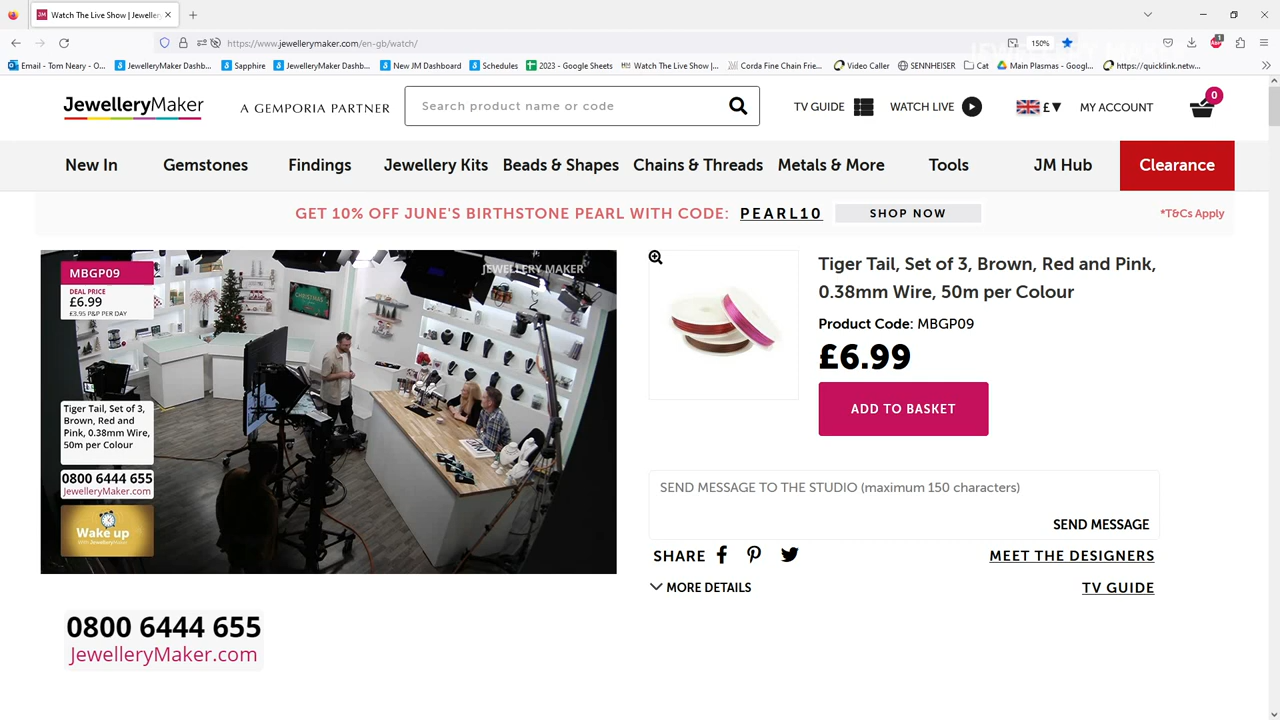 Watch The Live Show | Jeweller
https://www.jewellerymaker.com/en-gb/watch/
150%
Email - Tom Neary - O...
JewelleryMaker Dashb...
Sapphire
JewelleryMaker Dashb...
New JM Dashboard
Schedules
2023 - Google Sheets
Watch The Live Show |...
Corda Fine Chain Frie...
Video Caller
SENNHEISER
Cat
Main Plasmas - Googl...
https://quicklink.netw...
JewelleryMaker
A GEMPORIA PARTNER
Search product name or code
TV GUIDE
WATCH LIVE
£
MY ACCOUNT
0
New In
Gemstones
Findings
Jewellery Kits
Beads & Shapes
Chains & Threads
Metals & More
Tools
JM Hub
Clearance
GET 10% OFF JUNE'S BIRTHSTONE PEARL WITH CODE: PEARL10
SHOP NOW
*T&Cs Apply
JEWELLERY MAKER
MBGP09
DEAL PRICE
£6.99
£3.95 P&P PER DAY
CHRISTMAS
Tiger Tail, Set of 3,
Brown, Red and
Pink, 0.38mm Wire,
50m per Colour
0800 6444 655
JewelleryMaker.com
Wake up
With JewelleryMaker
Tiger Tail, Set of 3, Brown, Red and Pink,
0.38mm Wire, 50m per Colour
Product Code: MBGP09
£6.99
ADD TO BASKET
SEND MESSAGE TO THE STUDIO (maximum 150 characters)
SEND MESSAGE
SHARE
MEET THE DESIGNERS
MORE DETAILS
TV GUIDE
0800 6444 655
JewelleryMaker.com